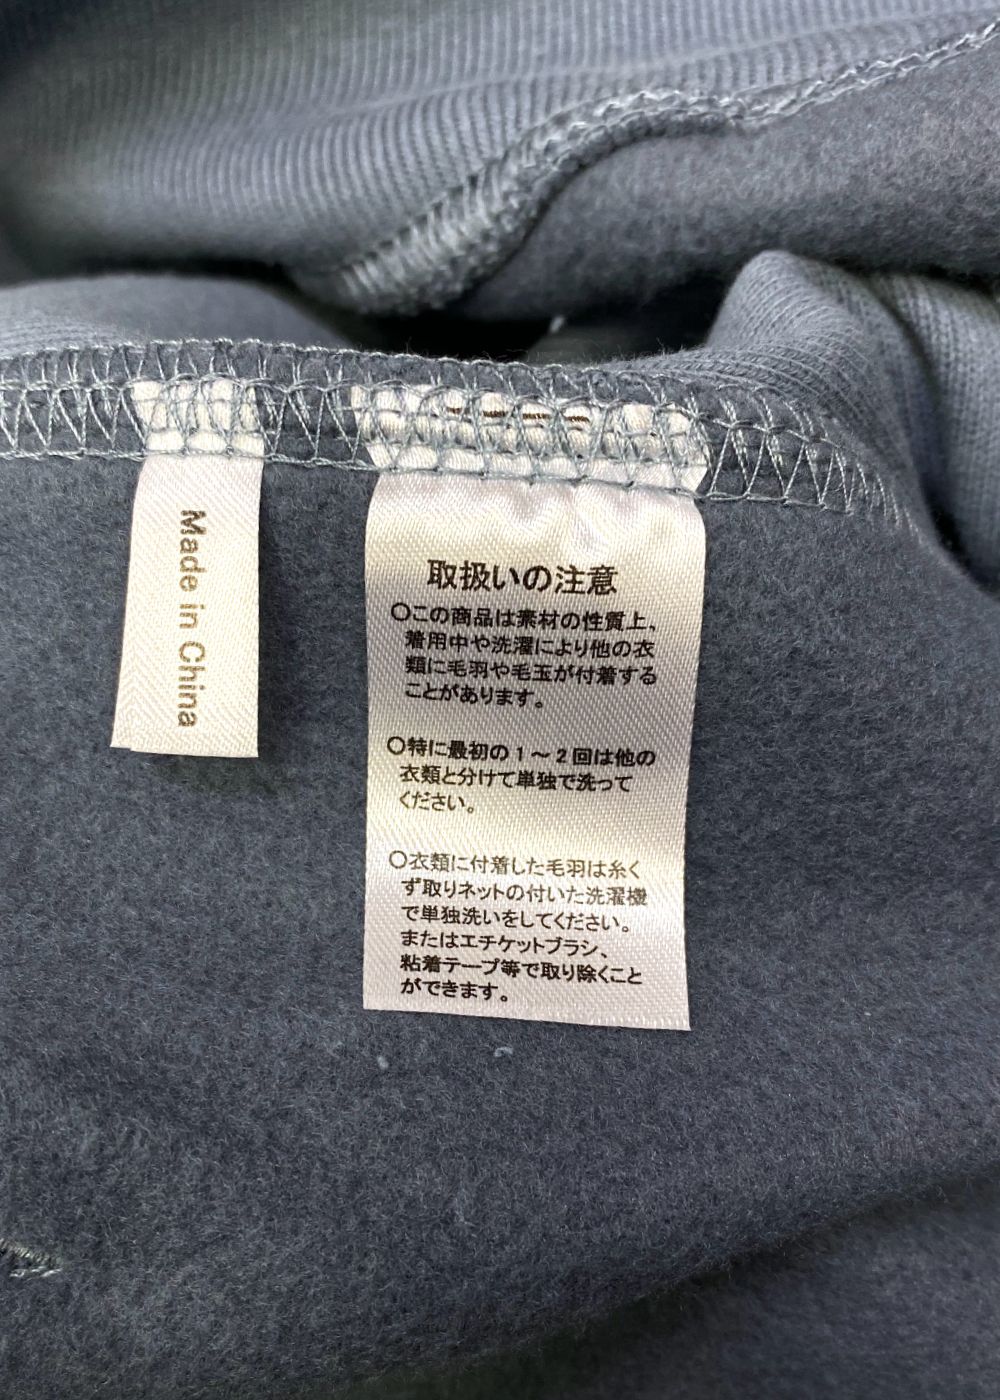 Made in China
取扱いの注意
○この商品は素材の性質上、
着用中や洗濯により他の衣
類に毛羽や毛玉が付着する
ことがあります。
○特に最初の１～２回は他の
衣類と分けて単独で洗って
ください。
○衣類に付着した毛羽は糸く
ず取りネットの付いた洗濯機
で単独洗いをしてください。
またはエチケットブラシ、
粘着テープ等で取り除くこと
ができます。